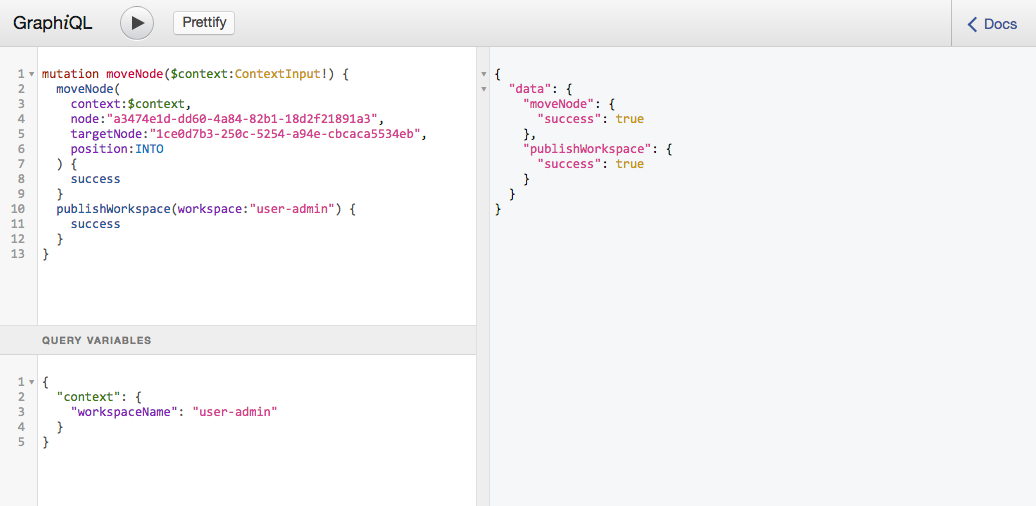 GraphiQL
Prettify
Docs
1 mutation moveNode($context:ContextInput!) {
2 moveNode(
3 context:$context,
4 node:"a3474e1d-dd60-4a84-82b1-18d2f21891a3",
5 targetNode:"1ce0d7b3-250c-5254-a94e-cbcaca5534eb",
6 position:INTO
7 ) {
8 success
9 }
10 publishWorkspace(workspace:"user-admin") {
11 success
12 }
13 }
QUERY VARIABLES
1 {
2 "context": {
3 "workspaceName": "user-admin"
4 }
5 }
{
"data": {
"moveNode": {
"success": true
},
"publishWorkspace": {
"success": true
}
}
}